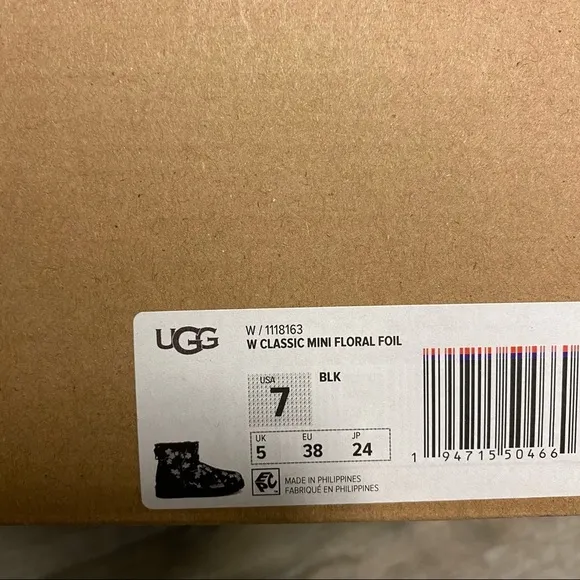 UGG
W / 1118163
W CLASSIC MINI FLORAL FOIL
USA
7
BLK
UK EU JP
5 38 24
MADE IN PHILIPPINES
FABRIQUÉ EN PHILIPPINES
1 94715 50466